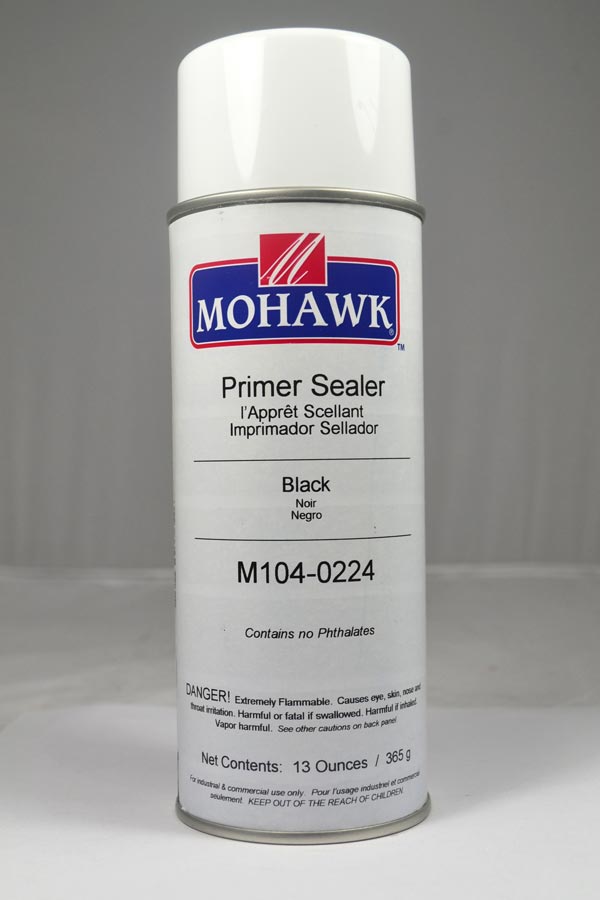 M
MOHAWK®
™
Primer Sealer
l'Apprêt Scellant
Imprimador Sellador
Black
Noir
Negro
M104-0224
Contains no Phthalates
DANGER! Extremely Flammable. Causes eye, skin, nose and
throat irritation. Harmful or fatal if swallowed. Harmful if inhaled.
Vapor harmful. See other cautions on back panel
Net Contents: 13 Ounces / 365 g
For industrial & commercial use only. Pour l'usage industriel et commercial
seulement. KEEP OUT OF THE REACH OF CHILDREN.